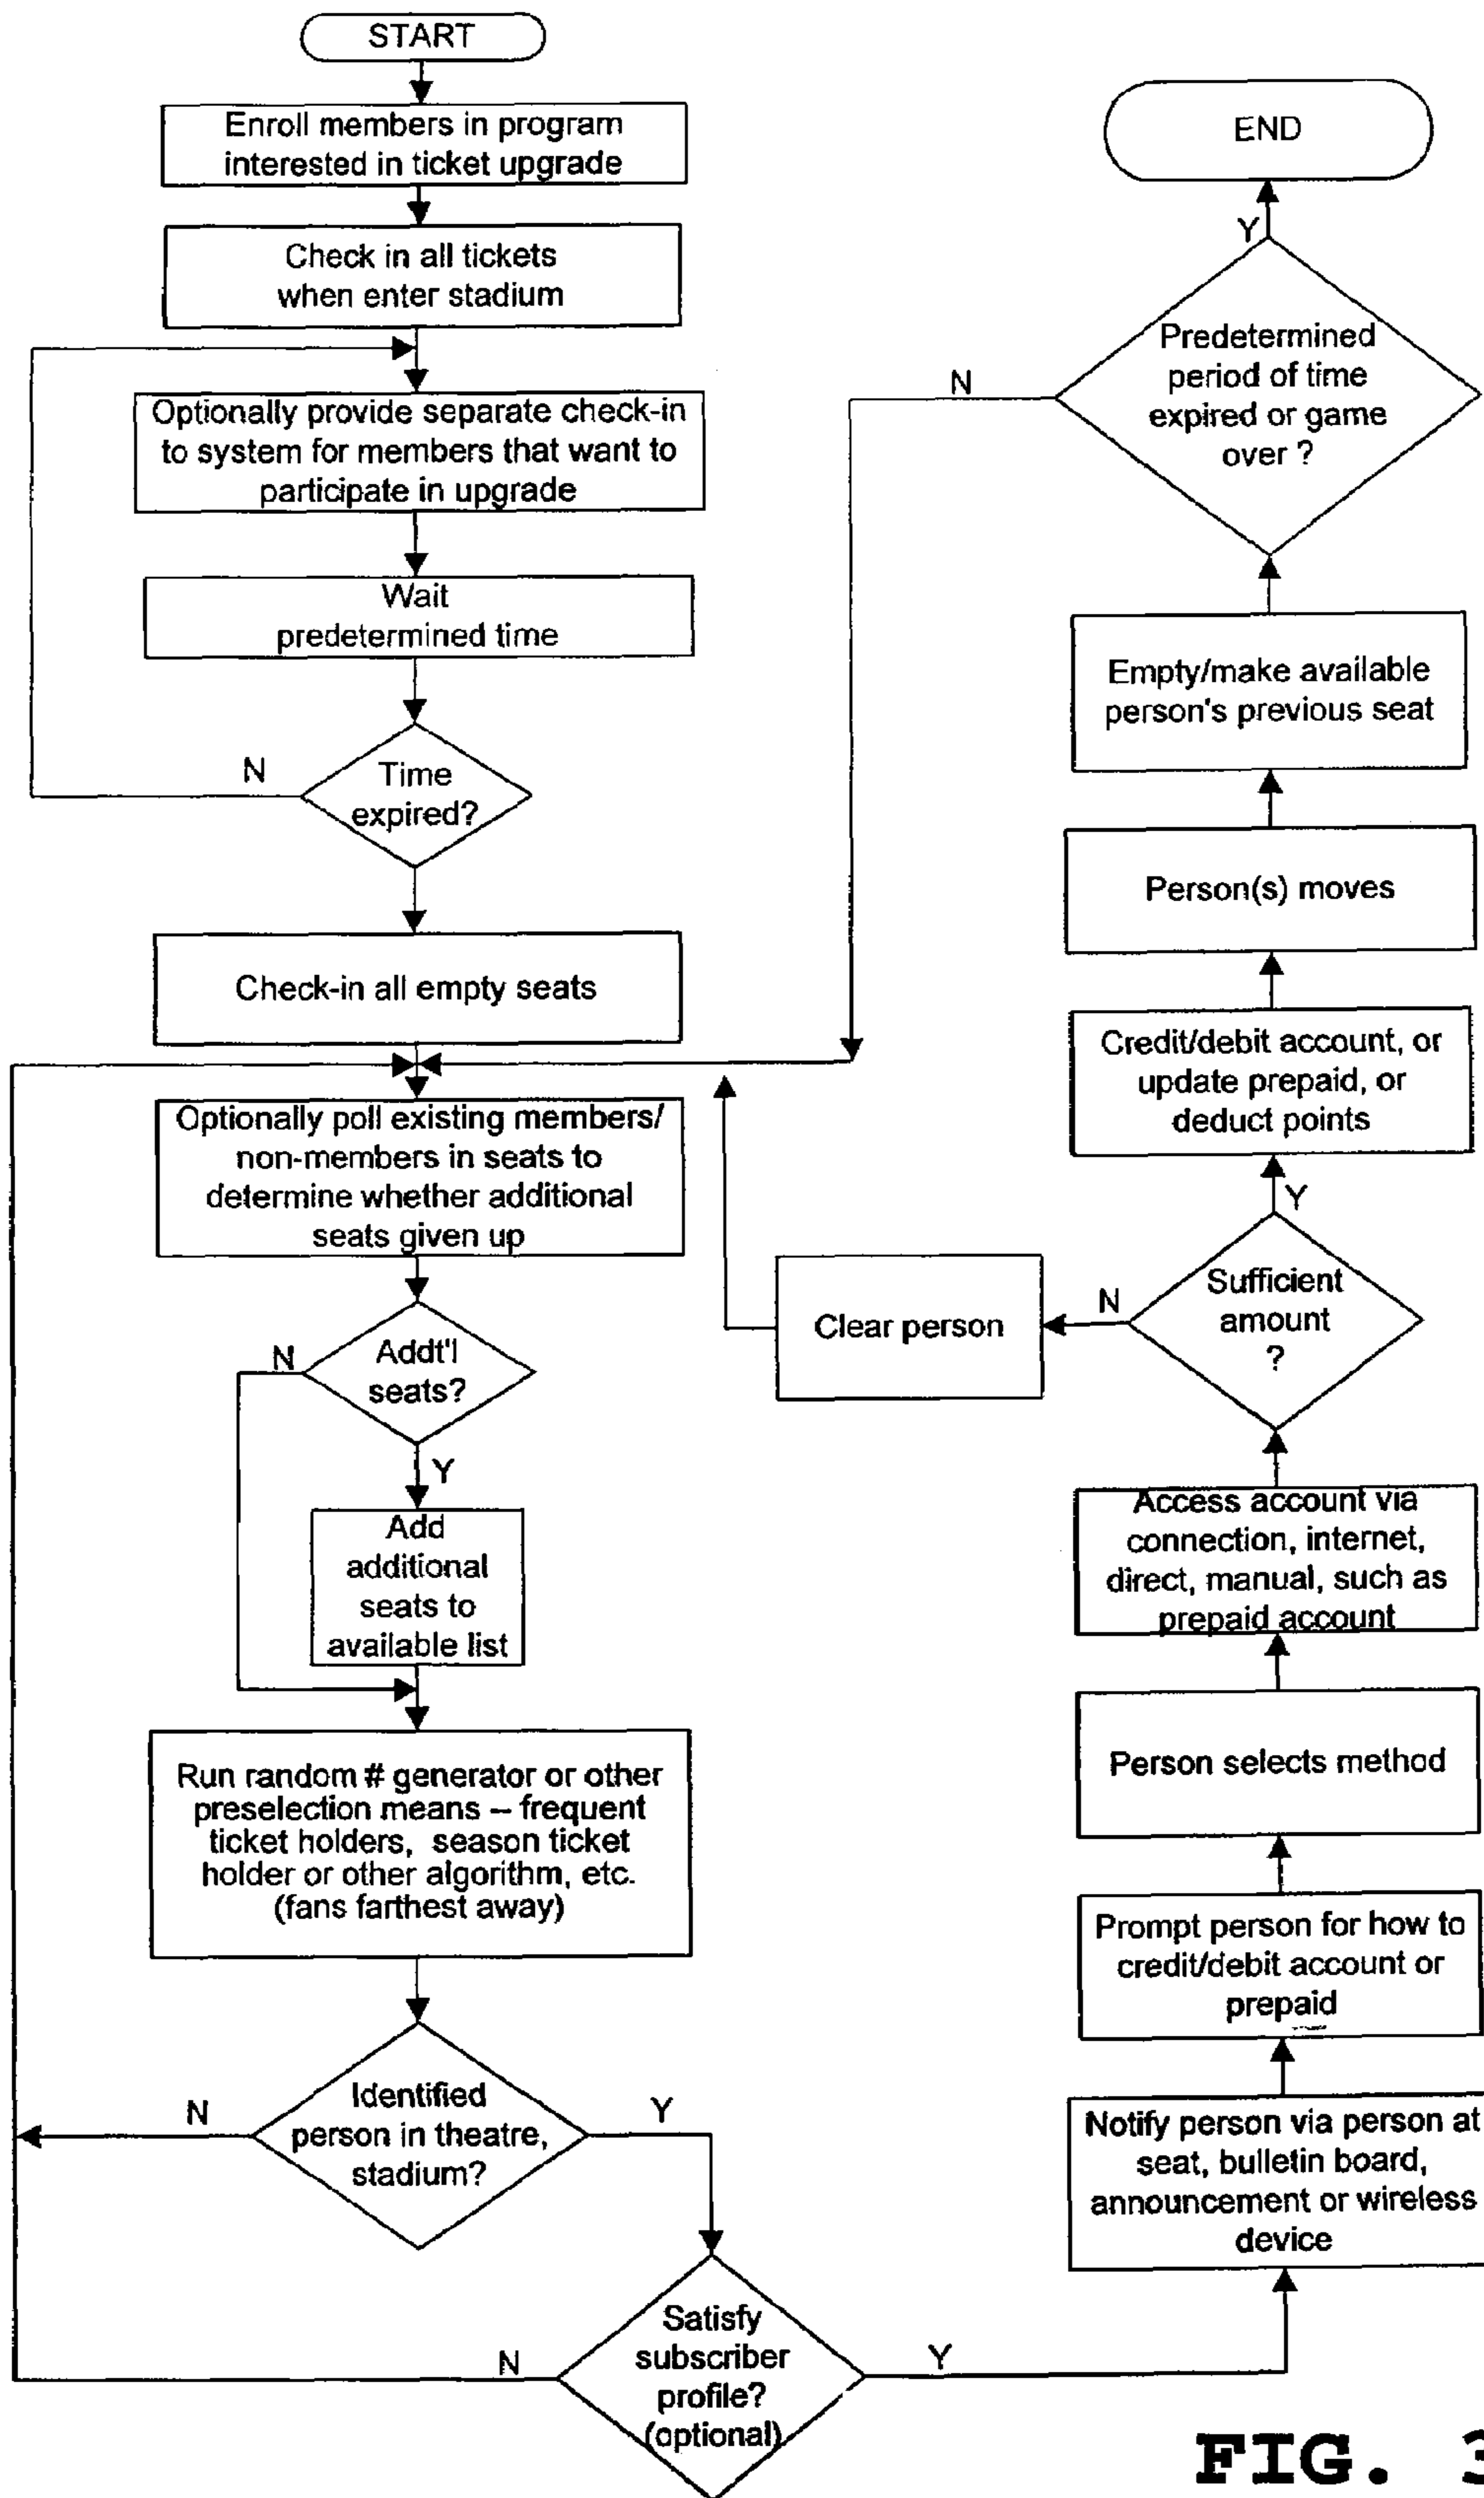 START
Enroll members in program
interested in ticket upgrade
Check in all tickets
when enter stadium
Optionally provide separate check-in
to system for members that want to
participate in upgrade
Wait
predetermined time
N
Time
expired?
Check-in all empty seats
Optionally poll existing members/
non-members in seats to
determine whether additional
seats given up
N
Addt'l
seats?
Y
Add
additional
seats to
available list
Run random # generator or other
preselection means – frequent
ticket holders, season ticket
holder or other algorithm, etc.
(fans farthest away)
N
Identified
person in theatre,
stadium?
Y
N
Satisfy
subscriber
profile?
(optional)
Y
Notify person via person at
seat, bulletin board,
announcement or wireless
device
Prompt person for how to
credit/debit account or
prepaid
Person selects method
Access account via
connection, internet,
direct, manual, such as
prepaid account
Sufficient
amount
?
N
Clear person
Y
Credit/debit account, or
update prepaid, or
deduct points
Person(s) moves
Empty/make available
person's previous seat
Predetermined
period of time
expired or game
over ?
N
Y
END
FIG. 3